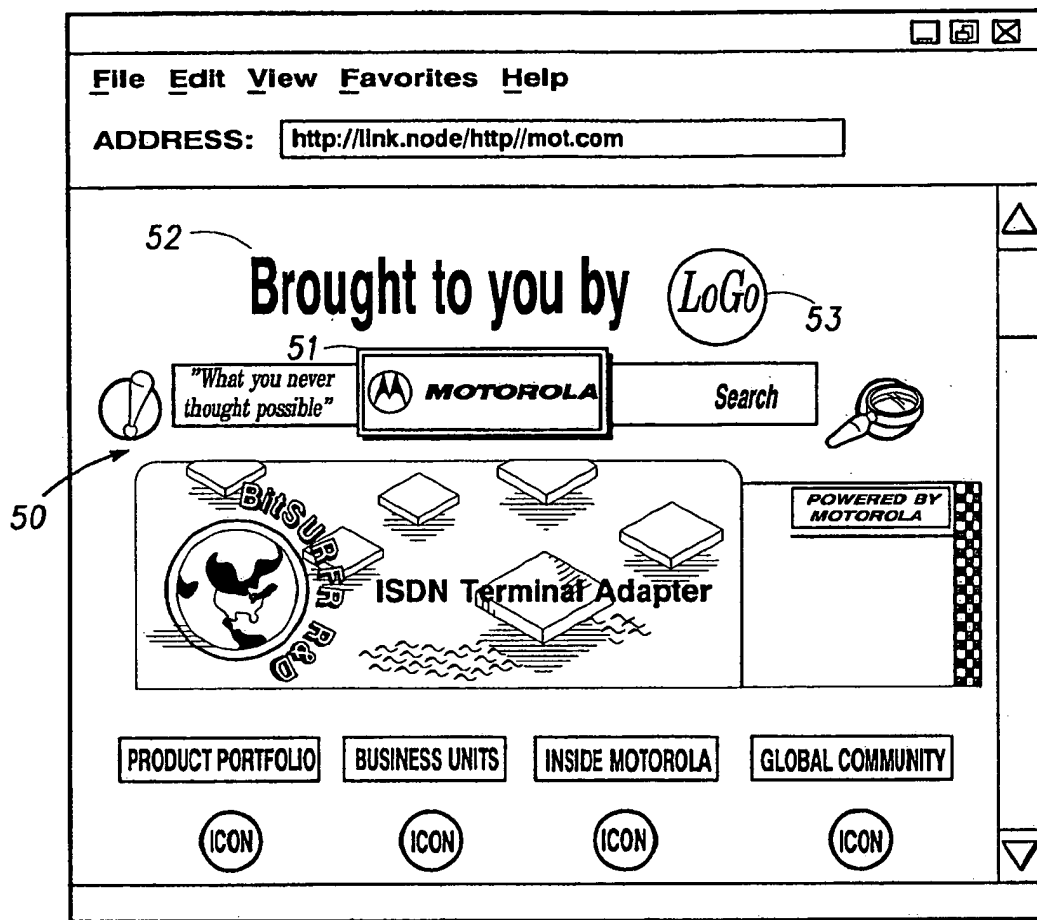 File Edit View Favorites Help
ADDRESS: http://link.node/http//mot.com
52
Brought to you by LoGo
53
51
"What you never
thought possible"
MOTOROLA
Search
50
BitSURFR R&D
ISDN Terminal Adapter
POWERED BY
MOTOROLA
PRODUCT PORTFOLIO BUSINESS UNITS INSIDE MOTOROLA GLOBAL COMMUNITY
ICON ICON ICON ICON